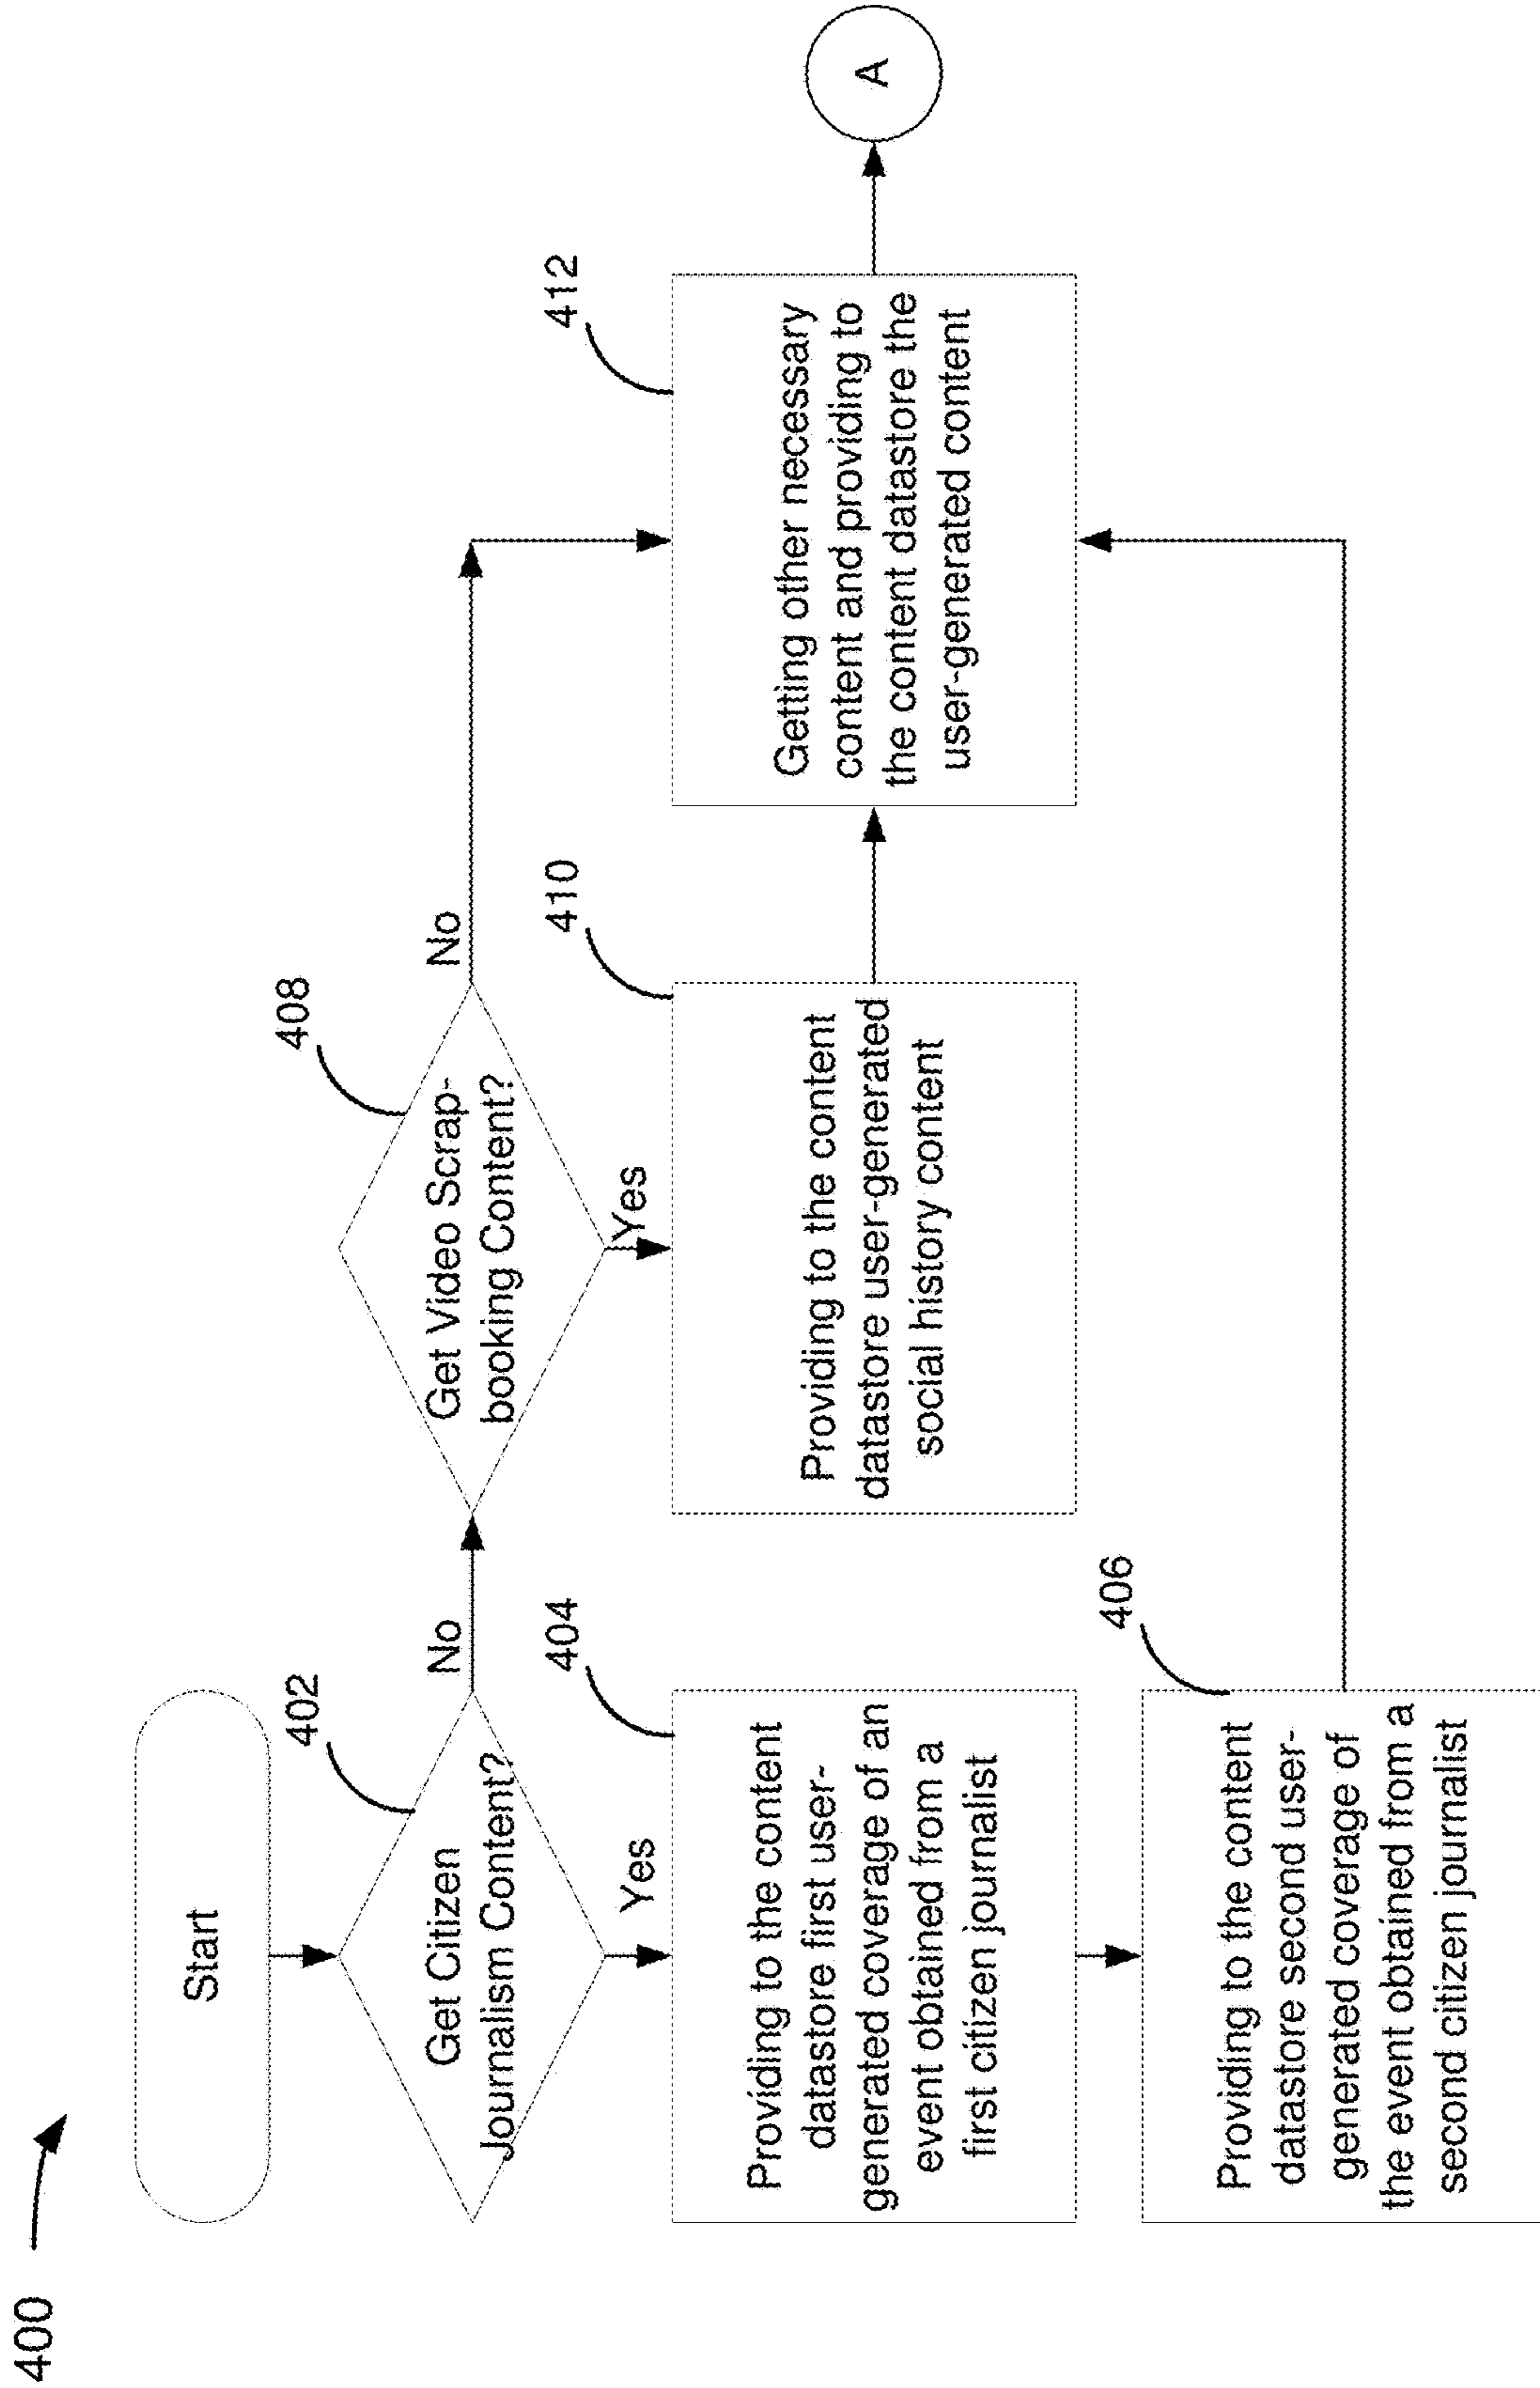 400
Start
402
Get Citizen
Journalism Content?
No
Yes
404
Providing to the content
datastore first user-
generated coverage of an
event obtained from a
first citizen journalist
406
Providing to the content
datastore second user-
generated coverage of
the event obtained from a
second citizen journalist
408
Get Video Scrap-
booking Content?
No
Yes
410
Providing to the content
datastore user-generated
social history content
412
Getting other necessary
content and providing to
the content datastore the
user-generated content
A